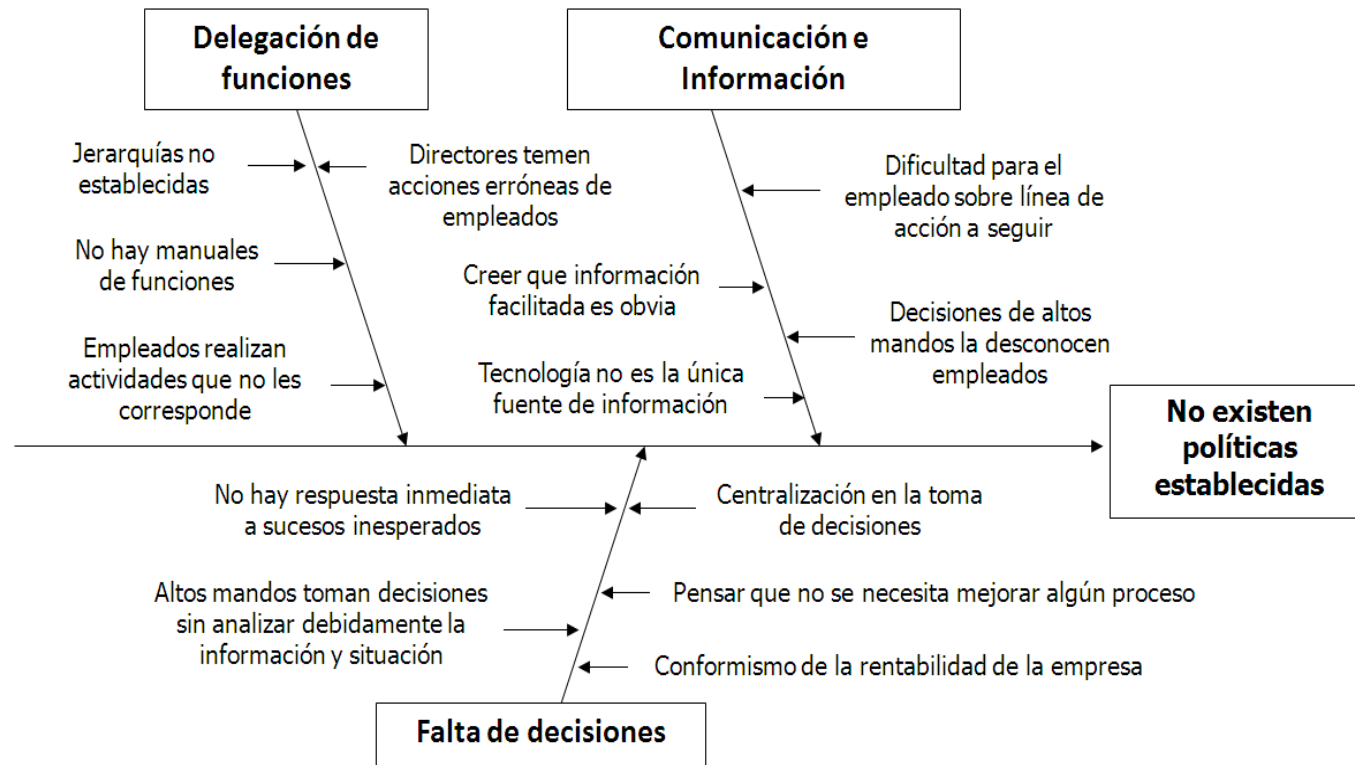 Delegación de
funciones
Comunicación e
Información
Jerarquías no
establecidas
Directores temen
acciones erróneas de
empleados
No hay manuales
de funciones
Empleados realizan
actividades que no les
corresponde
Dificultad para el
empleado sobre línea de
acción a seguir
Creer que información
facilitada es obvia
Decisiones de altos
mandos la desconocen
empleados
Tecnología no es la única
fuente de información
No existen
políticas
establecidas
No hay respuesta inmediata
a sucesos inesperados
Centralización en la toma
de decisiones
Altos mandos toman decisiones
sin analizar debidamente la
información y situación
Pensar que no se necesita mejorar algún proceso
Conformismo de la rentabilidad de la empresa
Falta de decisiones